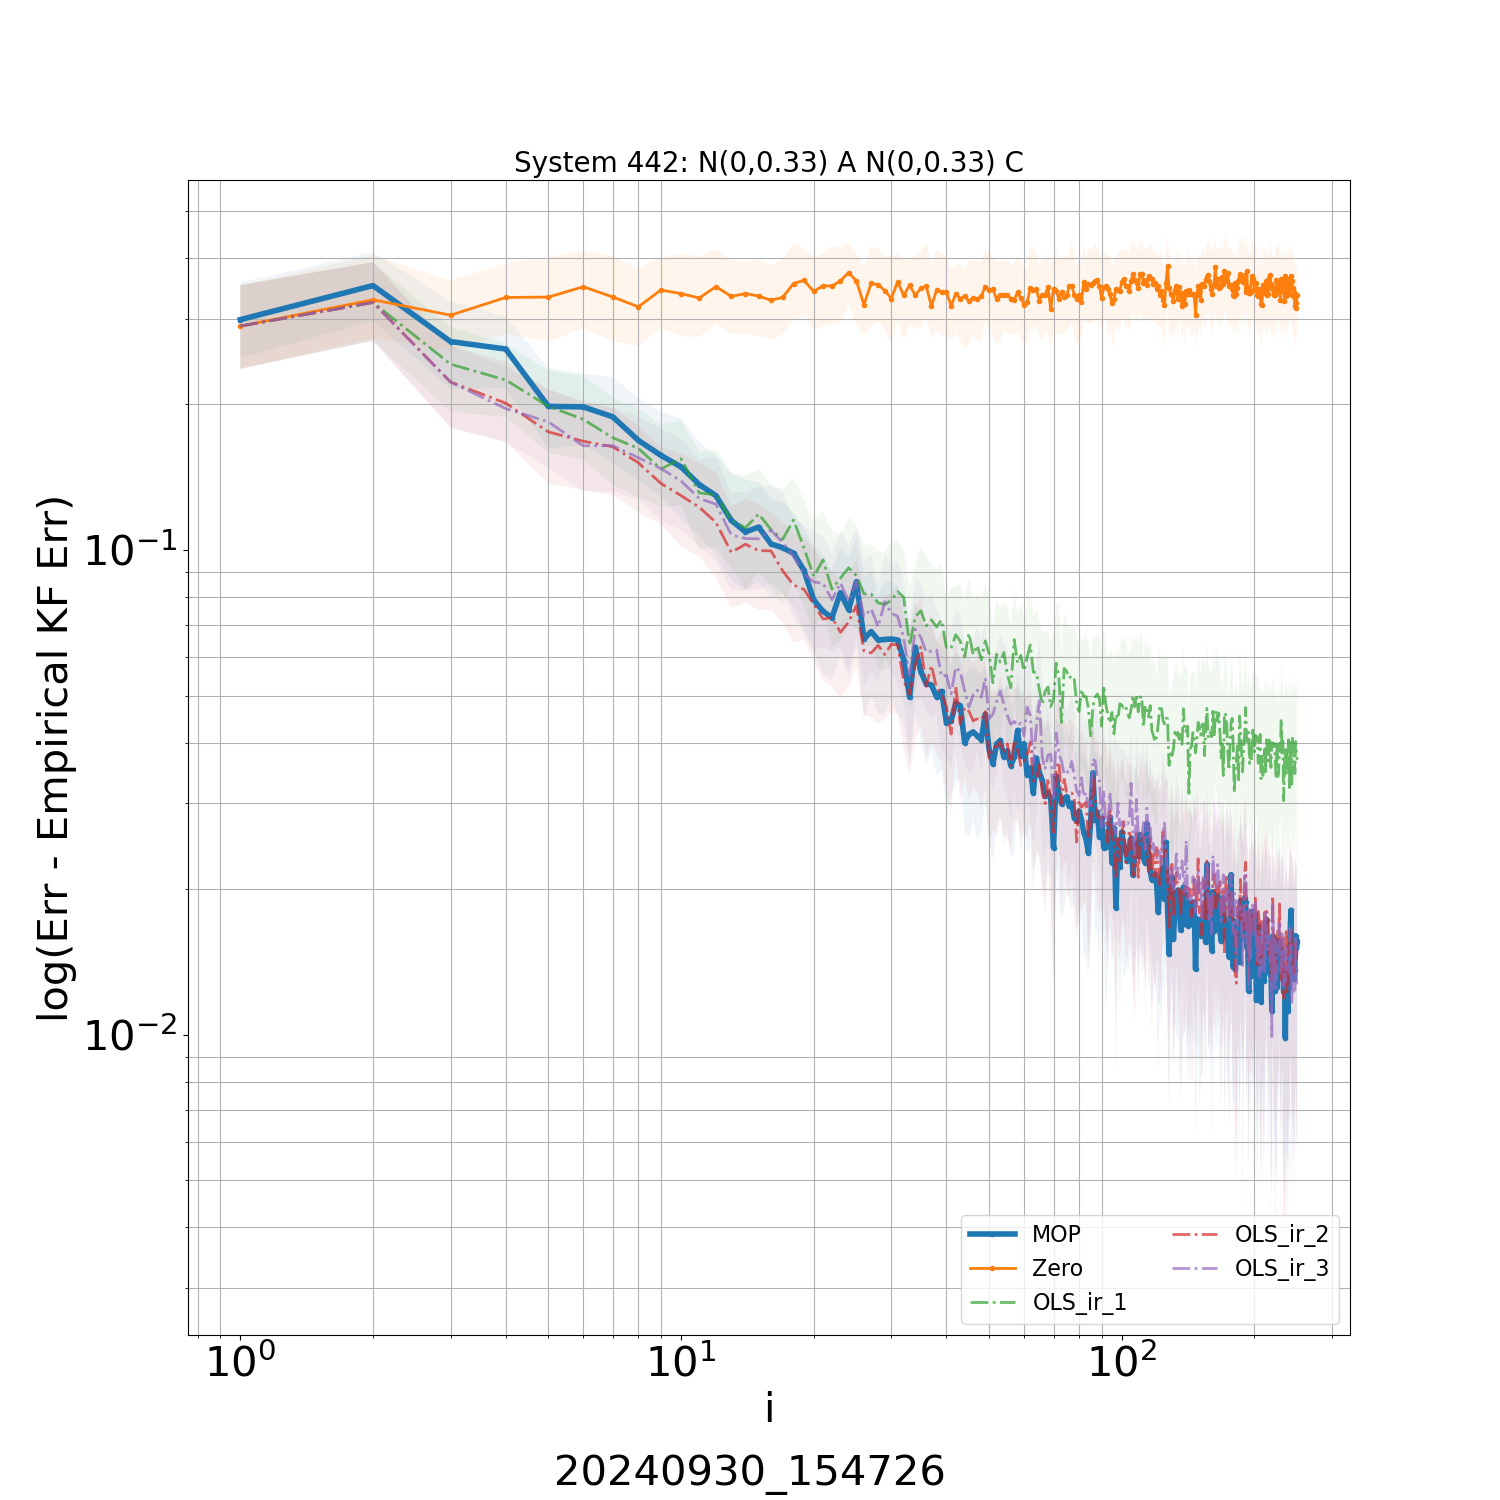 System 442: N(0,0.33) A N(0,0.33) C
log(Err - Empirical KF Err)
10⁻¹
10⁻²
MOP
Zero
OLS_ir_1
OLS_ir_2
OLS_ir_3
10⁰ 10¹ 10²
i
20240930_154726